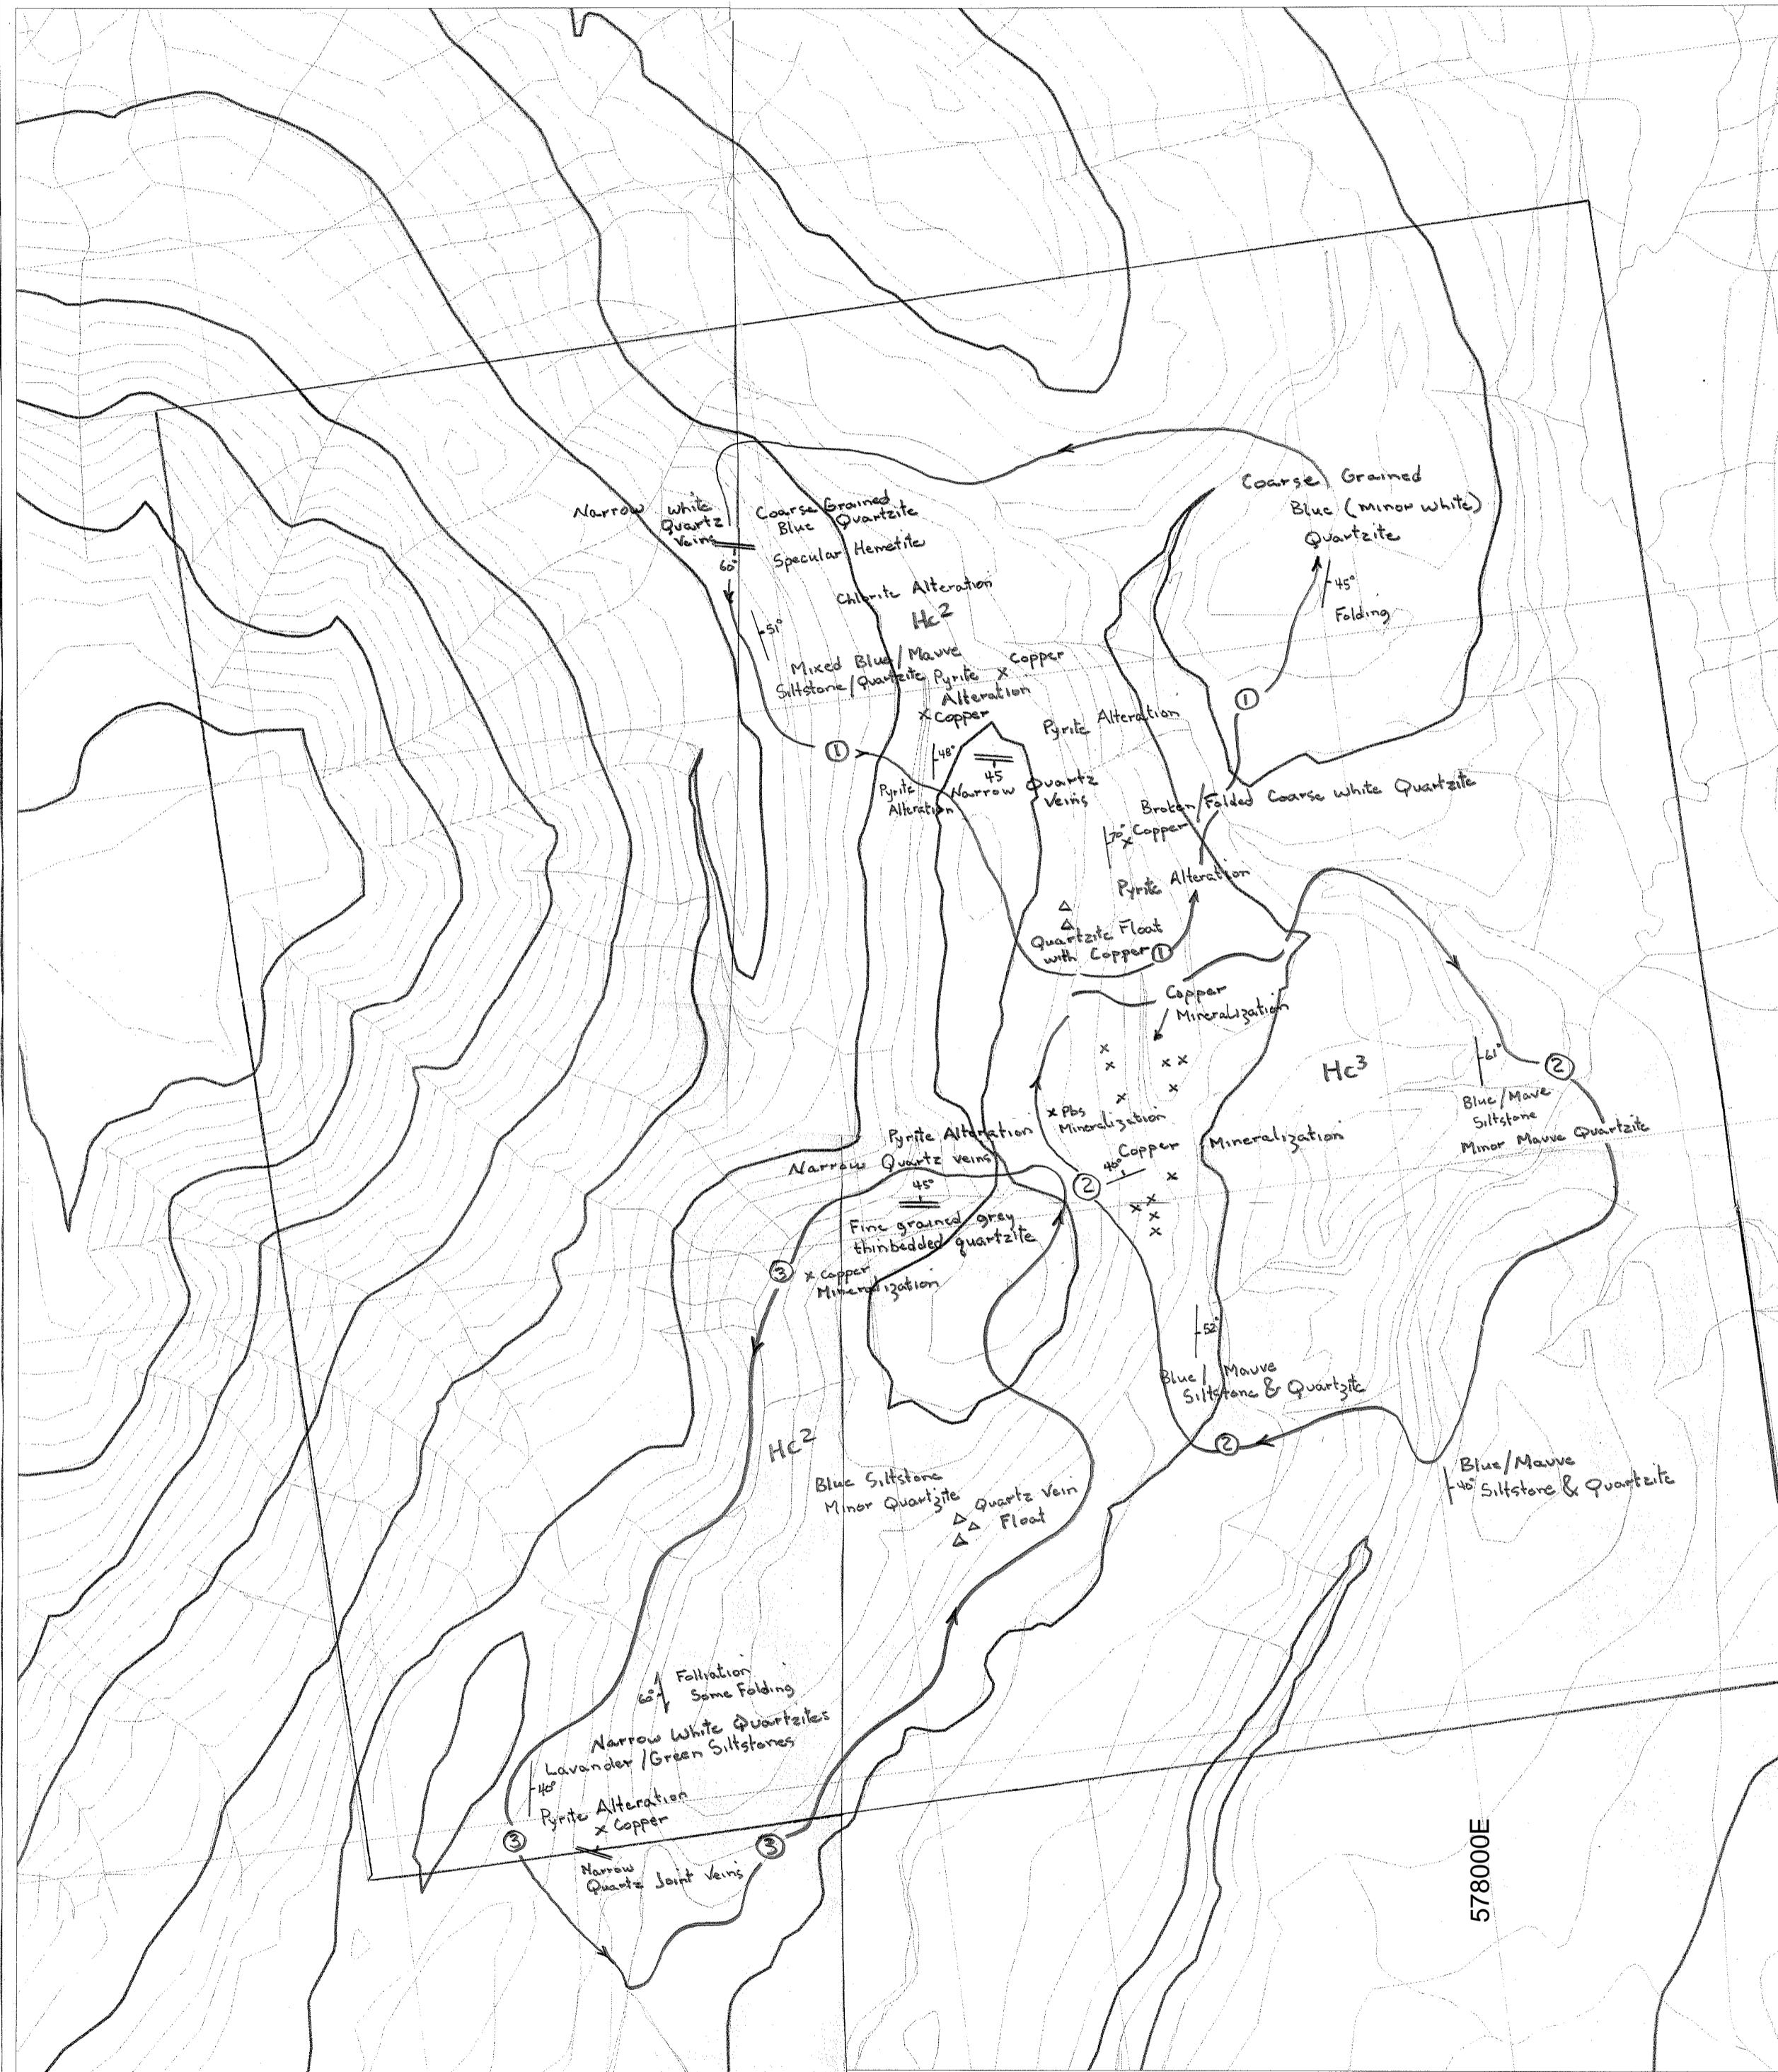 Coarse Grained
Blue (Minor White)
Quartzite
45°
Folding
Narrow White
Quartz
Veins
60°
Coarse Grained
Blue Quartzite
Specular Hemetite
Chlorite Alteration
Hc²
51°
Mixed Blue/Mauve
Siltstone/Quartzite
Pyrite
Alteration
x Copper
x Copper
1
1
Pyrite Alteration
48°
45
Narrow Quartz
Veins
Pyrite
Alteration
Broken/Folded Coarse White Quartzite
70°
x Copper
Pyrite Alteration
Quartzite Float
with Copper
1
Copper
Mineralization
Hc³
61°
2
Blue/Mave
Siltstone
Minor Mauve Quartzite
x Pbs
Mineralization
Pyrite Alteration
Narrow Quartz Veins
45°
Copper Mineralization
40°
2
Fine grained grey
thinbedded quartzite
3
x Copper
Mineralization
52°
Blue/Mauve
Siltstone & Quartzite
2
Hc²
Blue Siltstone
Minor Quartzite
Quartz Vein
Float
Blue/Mauve
40°
Siltstone & Quartzite
60°
Folliation
Some Folding
Narrow White Quartzites
Lavander/Green Siltstones
40°
Pyrite Alteration
x Copper
3
3
Narrow
Quartz Joint Veins
578000E